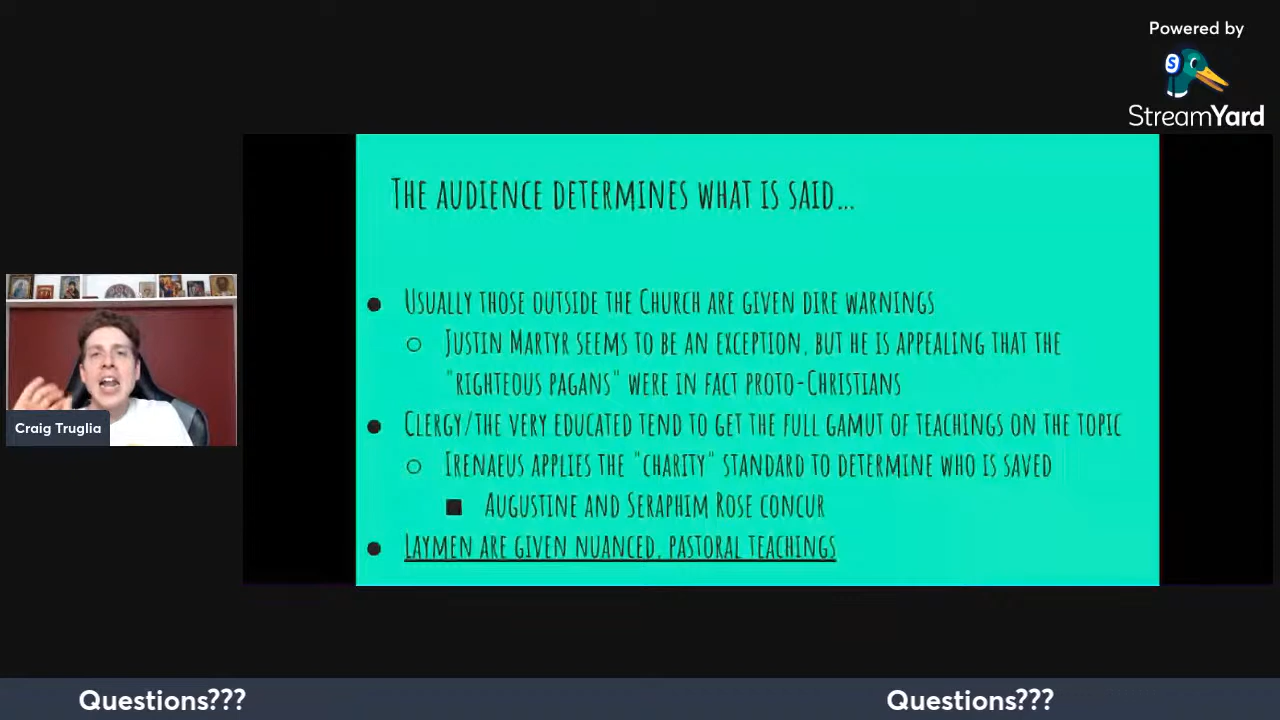 Powered by
StreamYard
The audience determines what is said...
Usually those outside the Church are given dire warnings
Justin Martyr seems to be an exception, but he is appealing that the
"righteous pagans" were in fact proto-Christians
Clergy/the very educated tend to get the full gamut of teachings on the topic
Irenaeus applies the "charity" standard to determine who is saved
Augustine and Seraphim Rose concur
Laymen are given nuanced, pastoral teachings
Craig Truglia
Questions???
Questions???